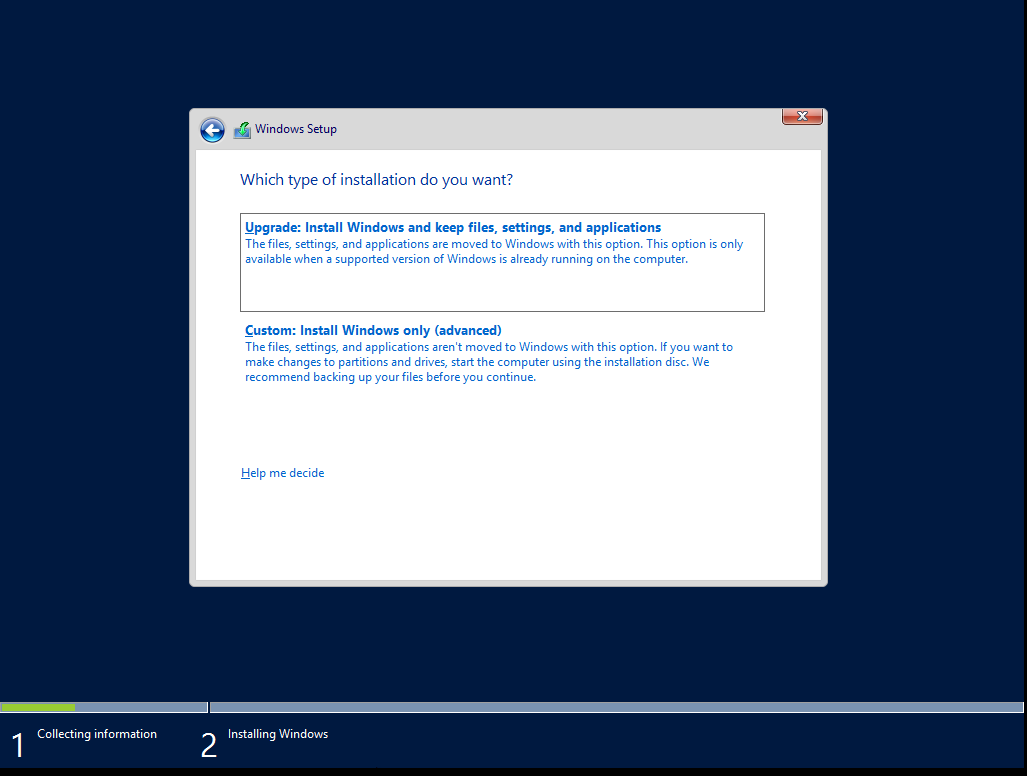 Windows Setup
Which type of installation do you want?
Upgrade: Install Windows and keep files, settings, and applications
The files, settings, and applications are moved to Windows with this option. This option is only
available when a supported version of Windows is already running on the computer.
Custom: Install Windows only (advanced)
The files, settings, and applications aren't moved to Windows with this option. If you want to
make changes to partitions and drives, start the computer using the installation disc. We
recommend backing up your files before you continue.
Help me decide
1 Collecting information
2 Installing Windows